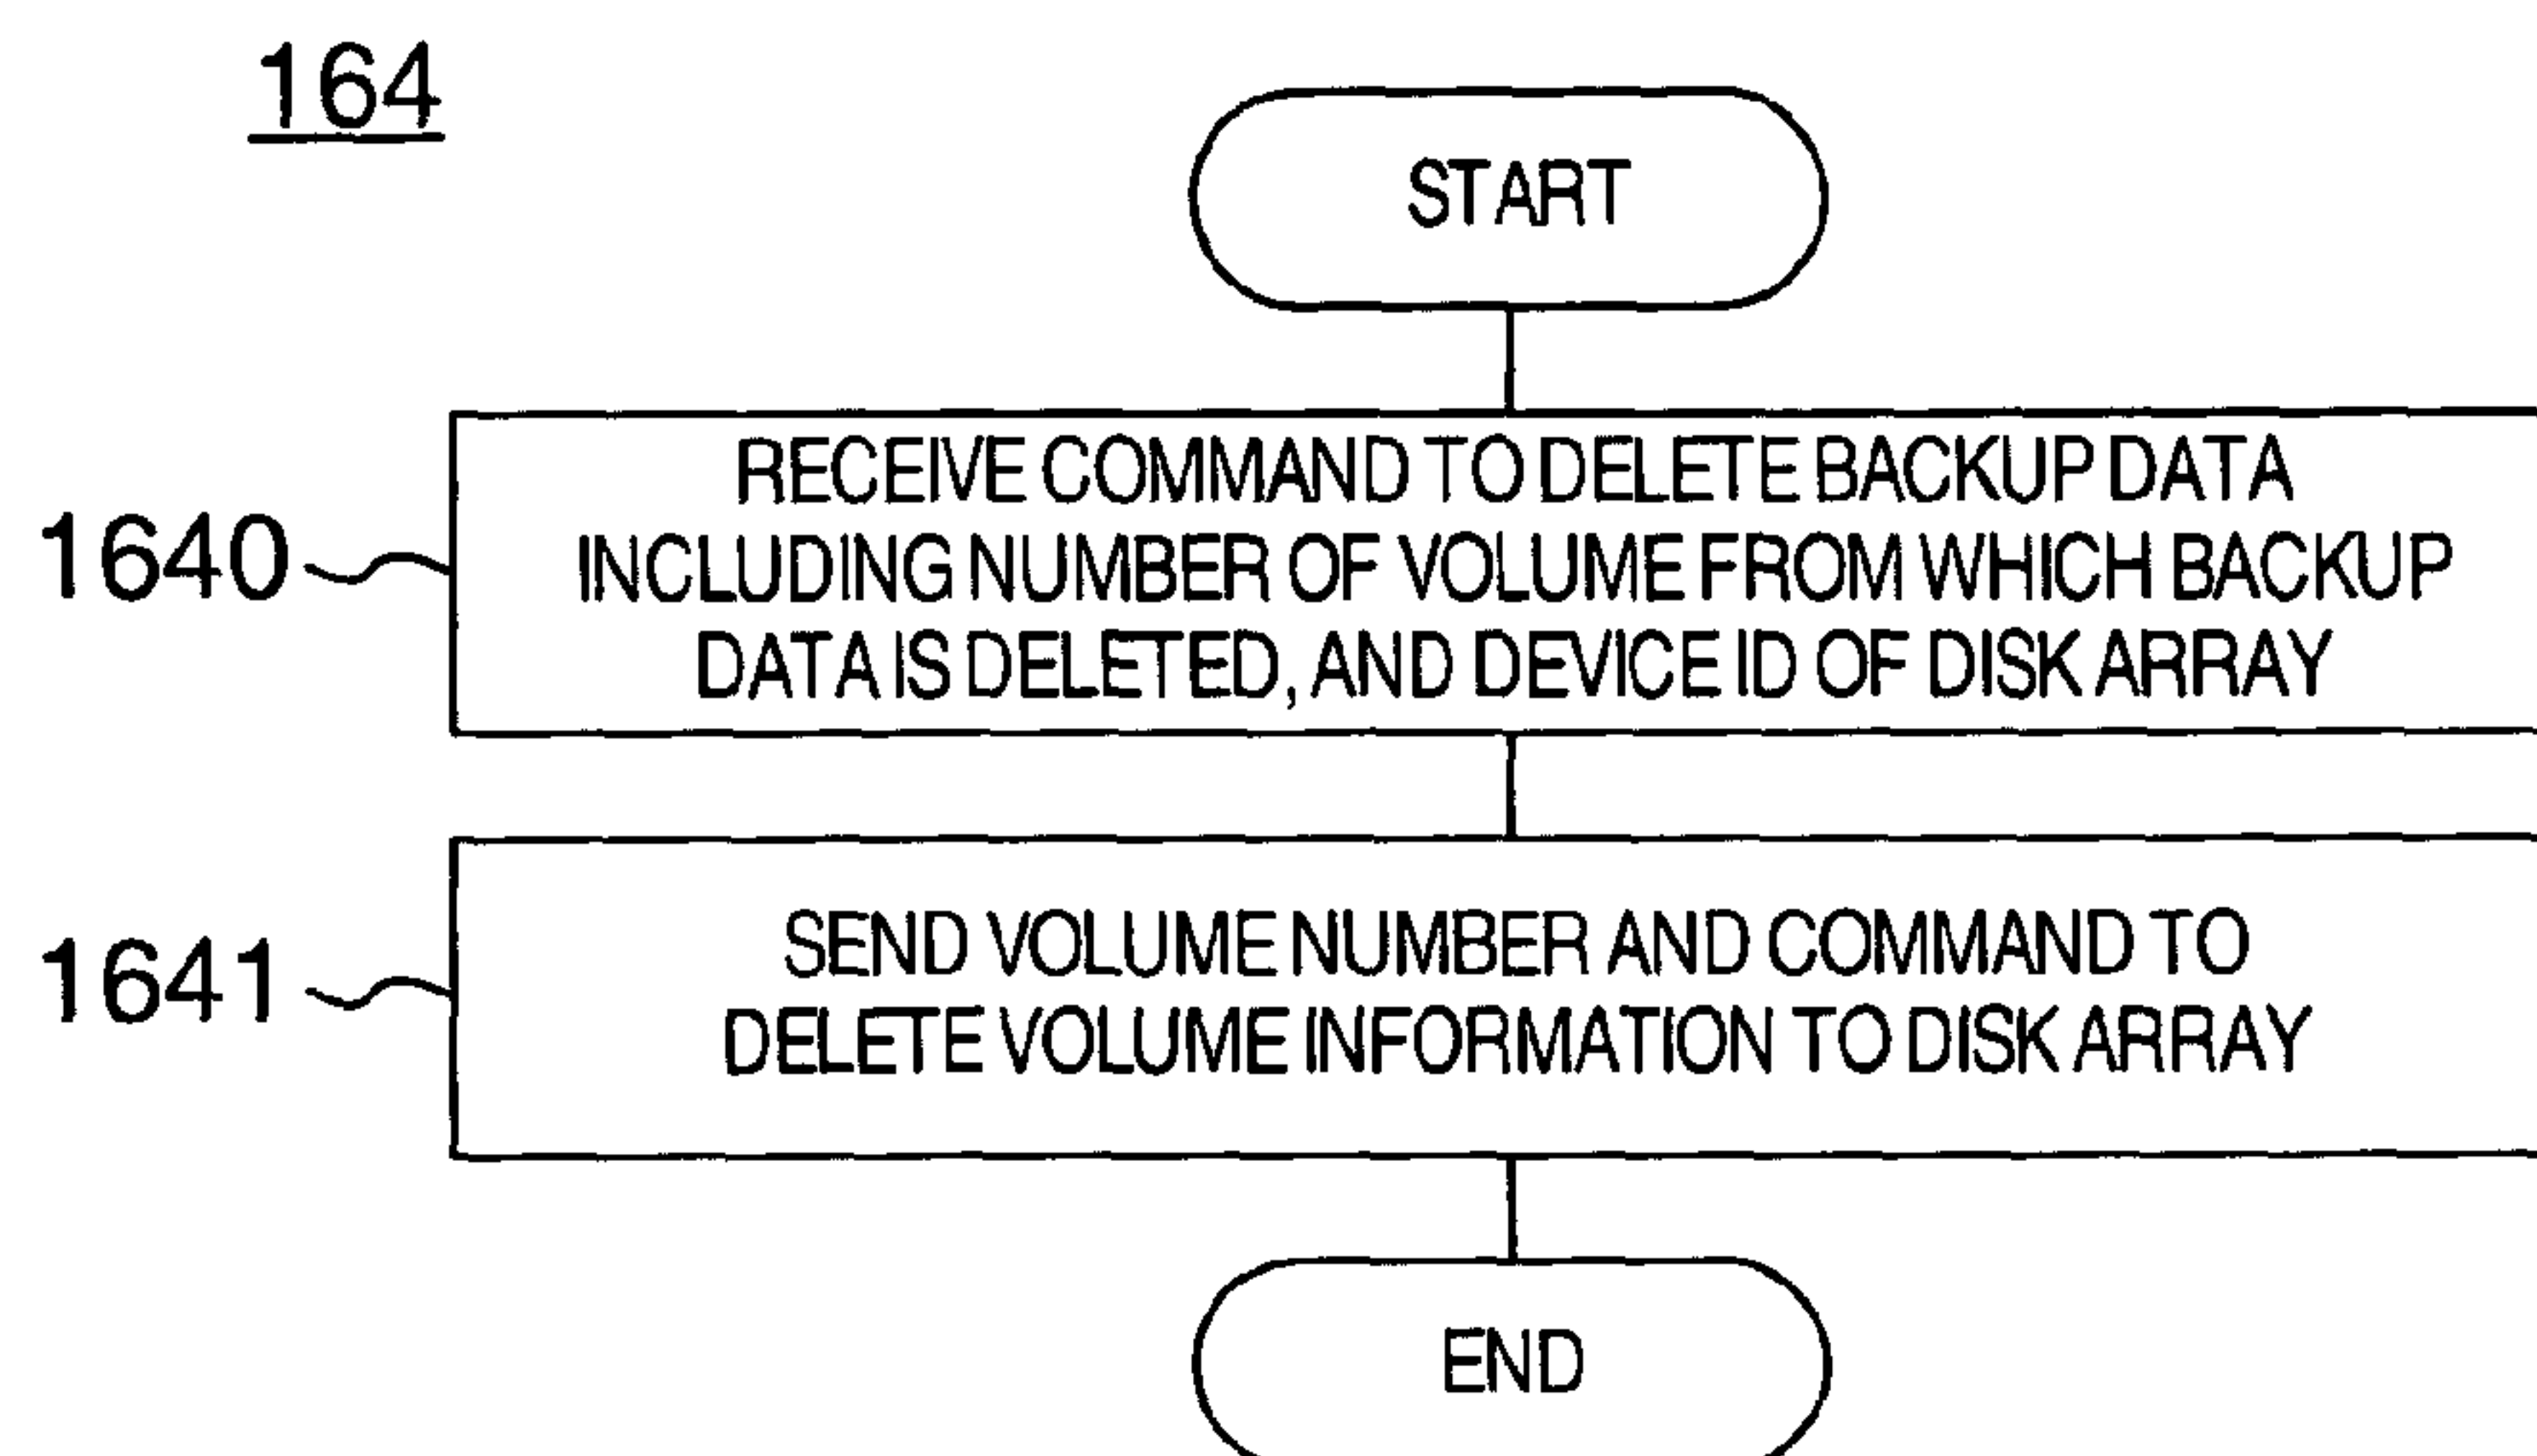 164
START
1640
RECEIVE COMMAND TO DELETE BACKUP DATA
INCLUDING NUMBER OF VOLUME FROM WHICH BACKUP
DATA IS DELETED, AND DEVICE ID OF DISK ARRAY
1641
SEND VOLUME NUMBER AND COMMAND TO
DELETE VOLUME INFORMATION TO DISK ARRAY
END